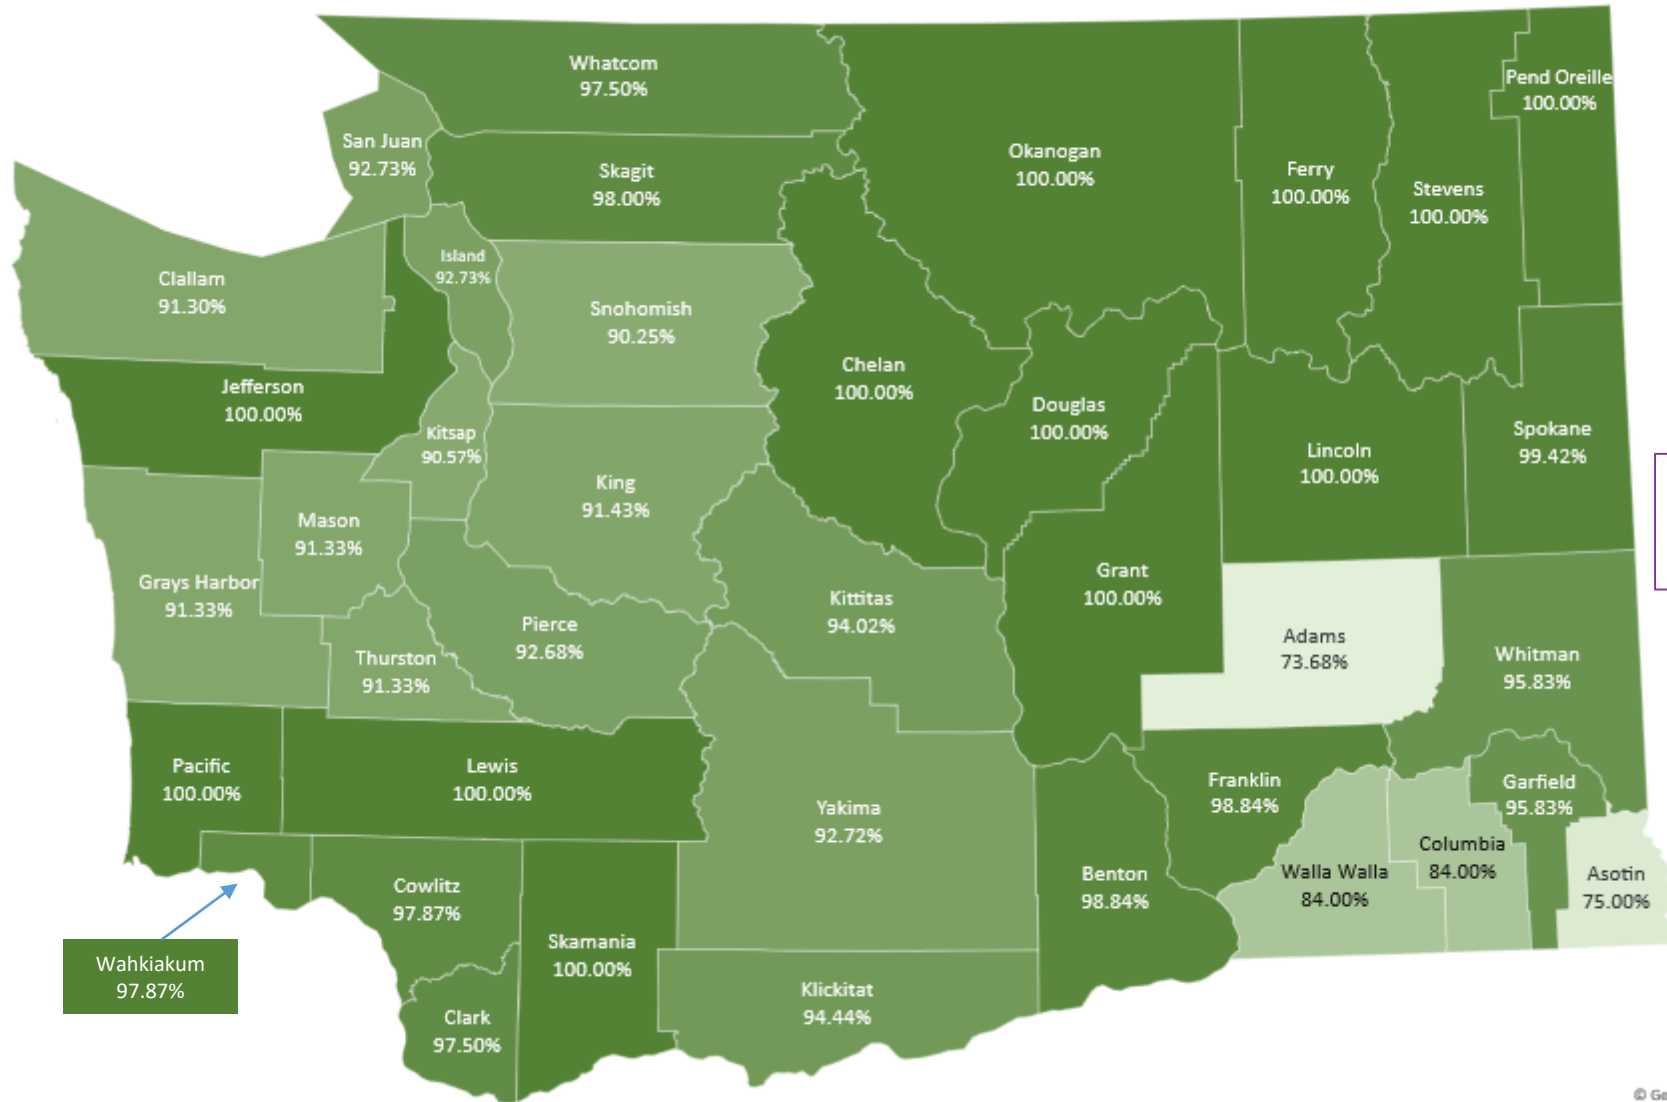 Whatcom
97.50%
Pend Oreille
100.00%
San Juan
92.73%
Skagit
98.00%
Okanogan
100.00%
Ferry
100.00%
Stevens
100.00%
Island
92.73%
Clallam
91.30%
Snohomish
90.25%
Chelan
100.00%
Jefferson
100.00%
Douglas
100.00%
Kitsap
90.57%
Lincoln
100.00%
Spokane
99.42%
King
91.43%
Mason
91.33%
Grays Harbor
91.33%
Grant
100.00%
Kittitas
94.02%
Pierce
92.68%
Adams
73.68%
Whitman
95.83%
Thurston
91.33%
Pacific
100.00%
Lewis
100.00%
Yakima
92.72%
Franklin
98.84%
Garfield
95.83%
Columbia
84.00%
Walla Walla
84.00%
Asotin
75.00%
Benton
98.84%
Cowlitz
97.87%
Skamania
100.00%
Wahkiakum
97.87%
Klickitat
94.44%
Clark
97.50%
© Ge